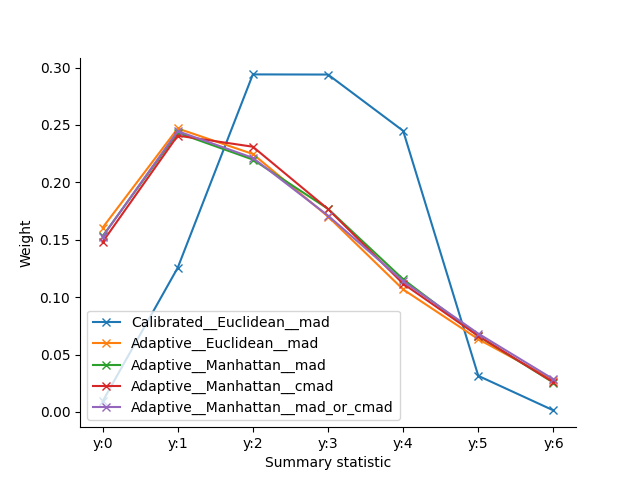 0.30
0.25
0.20
0.15
0.10
0.05
0.00
Weight
Calibrated__Euclidean__mad
Adaptive__Euclidean__mad
Adaptive__Manhattan__mad
Adaptive__Manhattan__cmad
Adaptive__Manhattan__mad_or_cmad
y:0 y:1 y:2 y:3 y:4 y:5 y:6
Summary statistic